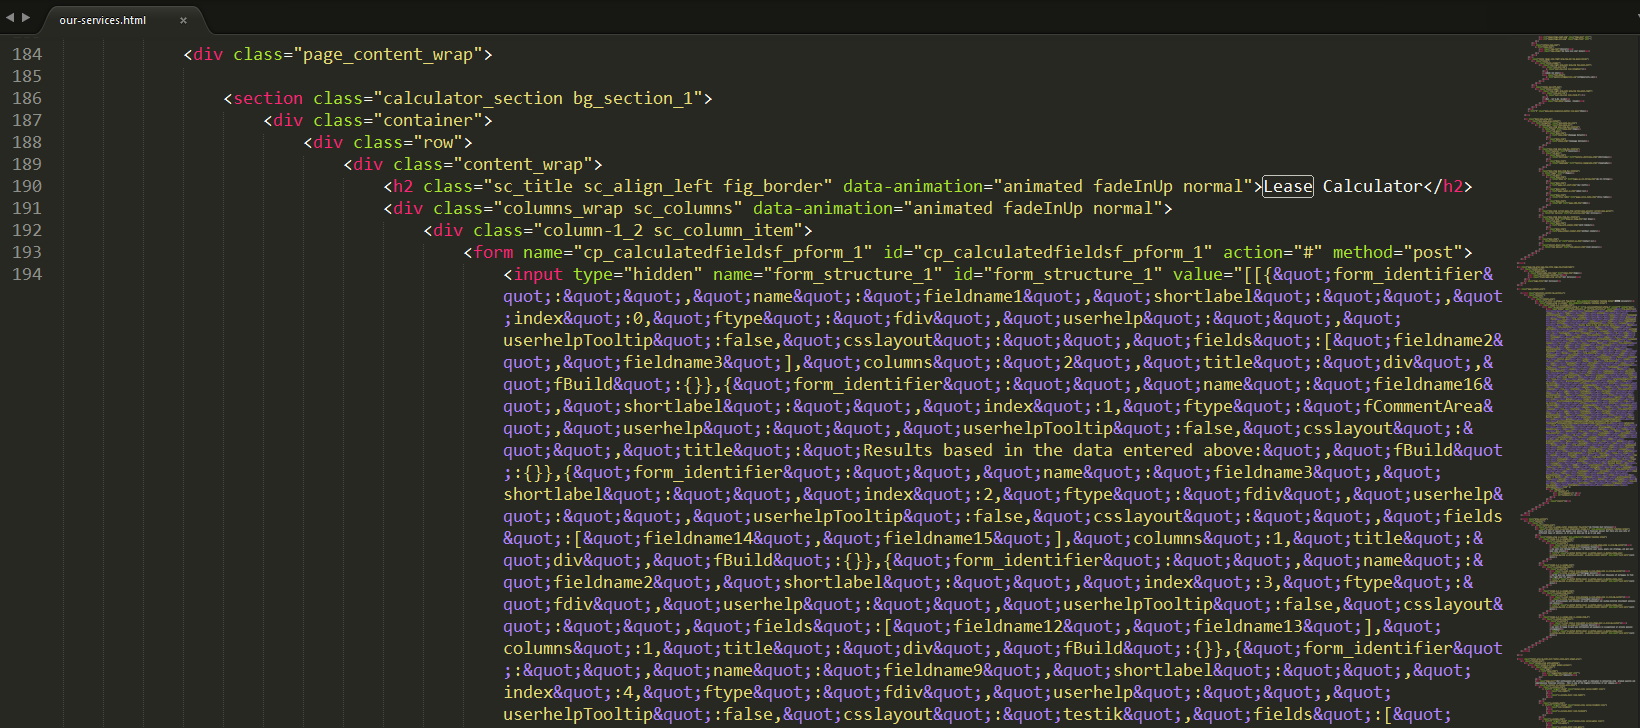 our-services.html ×
184 <div class="page_content_wrap">
185
186 <section class="calculator_section bg_section_1">
187 <div class="container">
188 <div class="row">
189 <div class="content_wrap">
190 <h2 class="sc_title sc_align_left fig_border" data-animation="animated fadeInUp normal">Lease Calculator</h2>
191 <div class="columns_wrap sc_columns" data-animation="animated fadeInUp normal">
192 <div class="column-1_2 sc_column_item">
193 <form name="cp_calculatedfieldsf_pform_1" id="cp_calculatedfieldsf_pform_1" action="#" method="post">
194 <input type="hidden" name="form_structure_1" id="form_structure_1" value="[[{&quot;form_identifier&
quot;:&quot;&quot;,&quot;name&quot;:&quot;fieldname1&quot;,&quot;shortlabel&quot;:&quot;&quot;,&quot
;index&quot;:0,&quot;ftype&quot;:&quot;fdiv&quot;,&quot;userhelp&quot;:&quot;&quot;,&quot;
userhelpTooltip&quot;:false,&quot;csslayout&quot;:&quot;&quot;,&quot;fields&quot;:[&quot;fieldname2&
quot;,&quot;fieldname3&quot;],&quot;columns&quot;:&quot;2&quot;,&quot;title&quot;:&quot;div&quot;,&
quot;fBuild&quot;:{}},{&quot;form_identifier&quot;:&quot;&quot;,&quot;name&quot;:&quot;fieldname16&
quot;,&quot;shortlabel&quot;:&quot;&quot;,&quot;index&quot;:1,&quot;ftype&quot;:&quot;fCommentArea&
quot;,&quot;userhelp&quot;:&quot;&quot;,&quot;userhelpTooltip&quot;:false,&quot;csslayout&quot;:&
quot;&quot;,&quot;title&quot;:&quot;Results based in the data entered above:&quot;,&quot;fBuild&quot
;:{}},{&quot;form_identifier&quot;:&quot;&quot;,&quot;name&quot;:&quot;fieldname3&quot;,&quot;
shortlabel&quot;:&quot;&quot;,&quot;index&quot;:2,&quot;ftype&quot;:&quot;fdiv&quot;,&quot;userhelp&
quot;:&quot;&quot;,&quot;userhelpTooltip&quot;:false,&quot;csslayout&quot;:&quot;&quot;,&quot;fields
&quot;:[&quot;fieldname14&quot;,&quot;fieldname15&quot;],&quot;columns&quot;:1,&quot;title&quot;:&
quot;div&quot;,&quot;fBuild&quot;:{}},{&quot;form_identifier&quot;:&quot;&quot;,&quot;name&quot;:&
quot;fieldname2&quot;,&quot;shortlabel&quot;:&quot;&quot;,&quot;index&quot;:3,&quot;ftype&quot;:&
quot;fdiv&quot;,&quot;userhelp&quot;:&quot;&quot;,&quot;userhelpTooltip&quot;:false,&quot;csslayout&
quot;:&quot;&quot;,&quot;fields&quot;:[&quot;fieldname12&quot;,&quot;fieldname13&quot;],&quot;
columns&quot;:1,&quot;title&quot;:&quot;div&quot;,&quot;fBuild&quot;:{}},{&quot;form_identifier&quot
;:&quot;&quot;,&quot;name&quot;:&quot;fieldname9&quot;,&quot;shortlabel&quot;:&quot;&quot;,&quot;
index&quot;:4,&quot;ftype&quot;:&quot;fdiv&quot;,&quot;userhelp&quot;:&quot;&quot;,&quot;
userhelpTooltip&quot;:false,&quot;csslayout&quot;:&quot;testik&quot;,&quot;fields&quot;:[&quot;